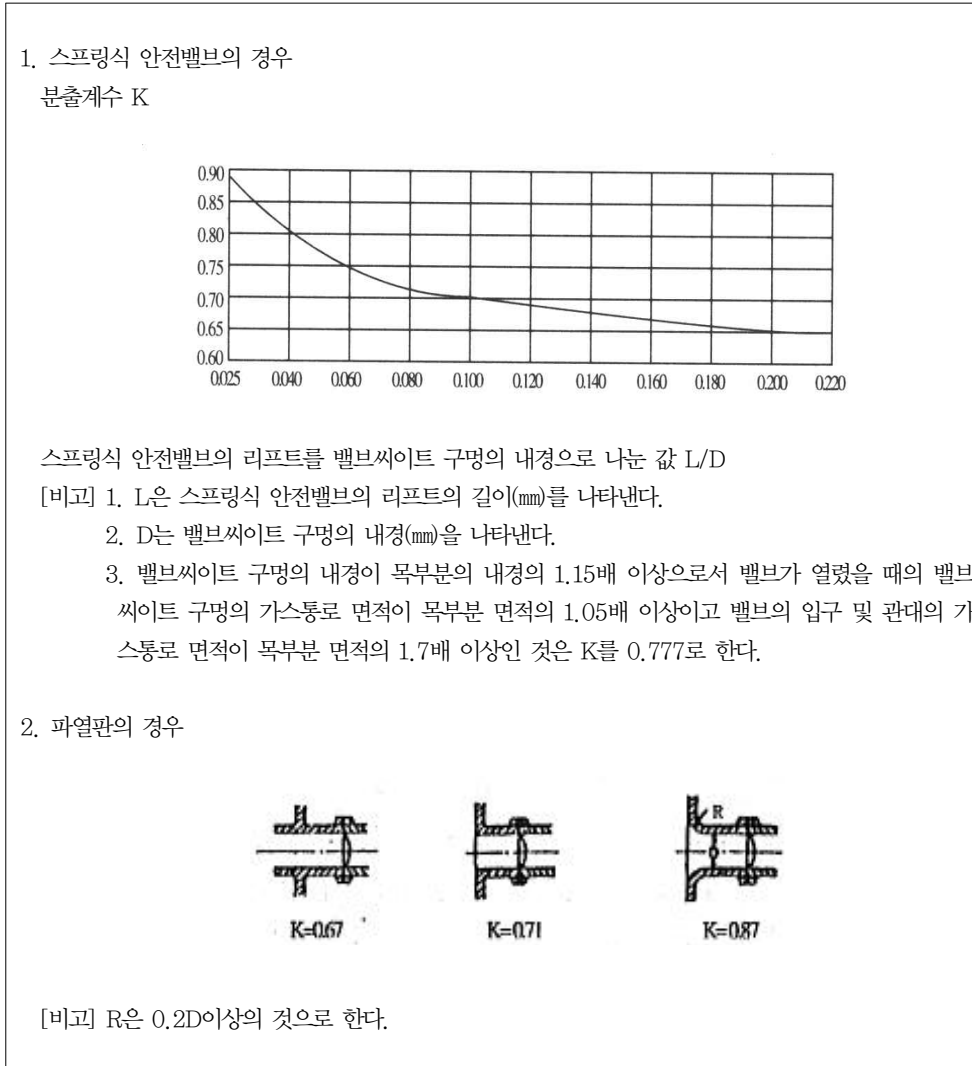 1. 스프링식 안전밸브의 경우
분출계수 K
0.90
0.85
0.80
0.75
0.70
0.65
0.60
0.025 0.040 0.060 0.080 0.100 0.120 0.140 0.160 0.180 0.200 0.220
스프링식 안전밸브의 리프트를 밸브씨이트 구멍의 내경으로 나눈 값 L/D
[비고] 1. L은 스프링식 안전밸브의 리프트의 길이(㎜)를 나타낸다.
2. D는 밸브씨이트 구멍의 내경(㎜)을 나타낸다.
3. 밸브씨이트 구멍의 내경이 목부분의 내경의 1.15배 이상으로서 밸브가 열렸을 때의 밸브
씨이트 구멍의 가스통로 면적이 목부분 면적의 1.05배 이상이고 밸브의 입구 및 관대의 가
스통로 면적이 목부분 면적의 1.7배 이상인 것은 K를 0.777로 한다.
2. 파열판의 경우
R
D
K=0.67 K=0.71 K=0.87
[비고] R은 0.2D이상의 것으로 한다.